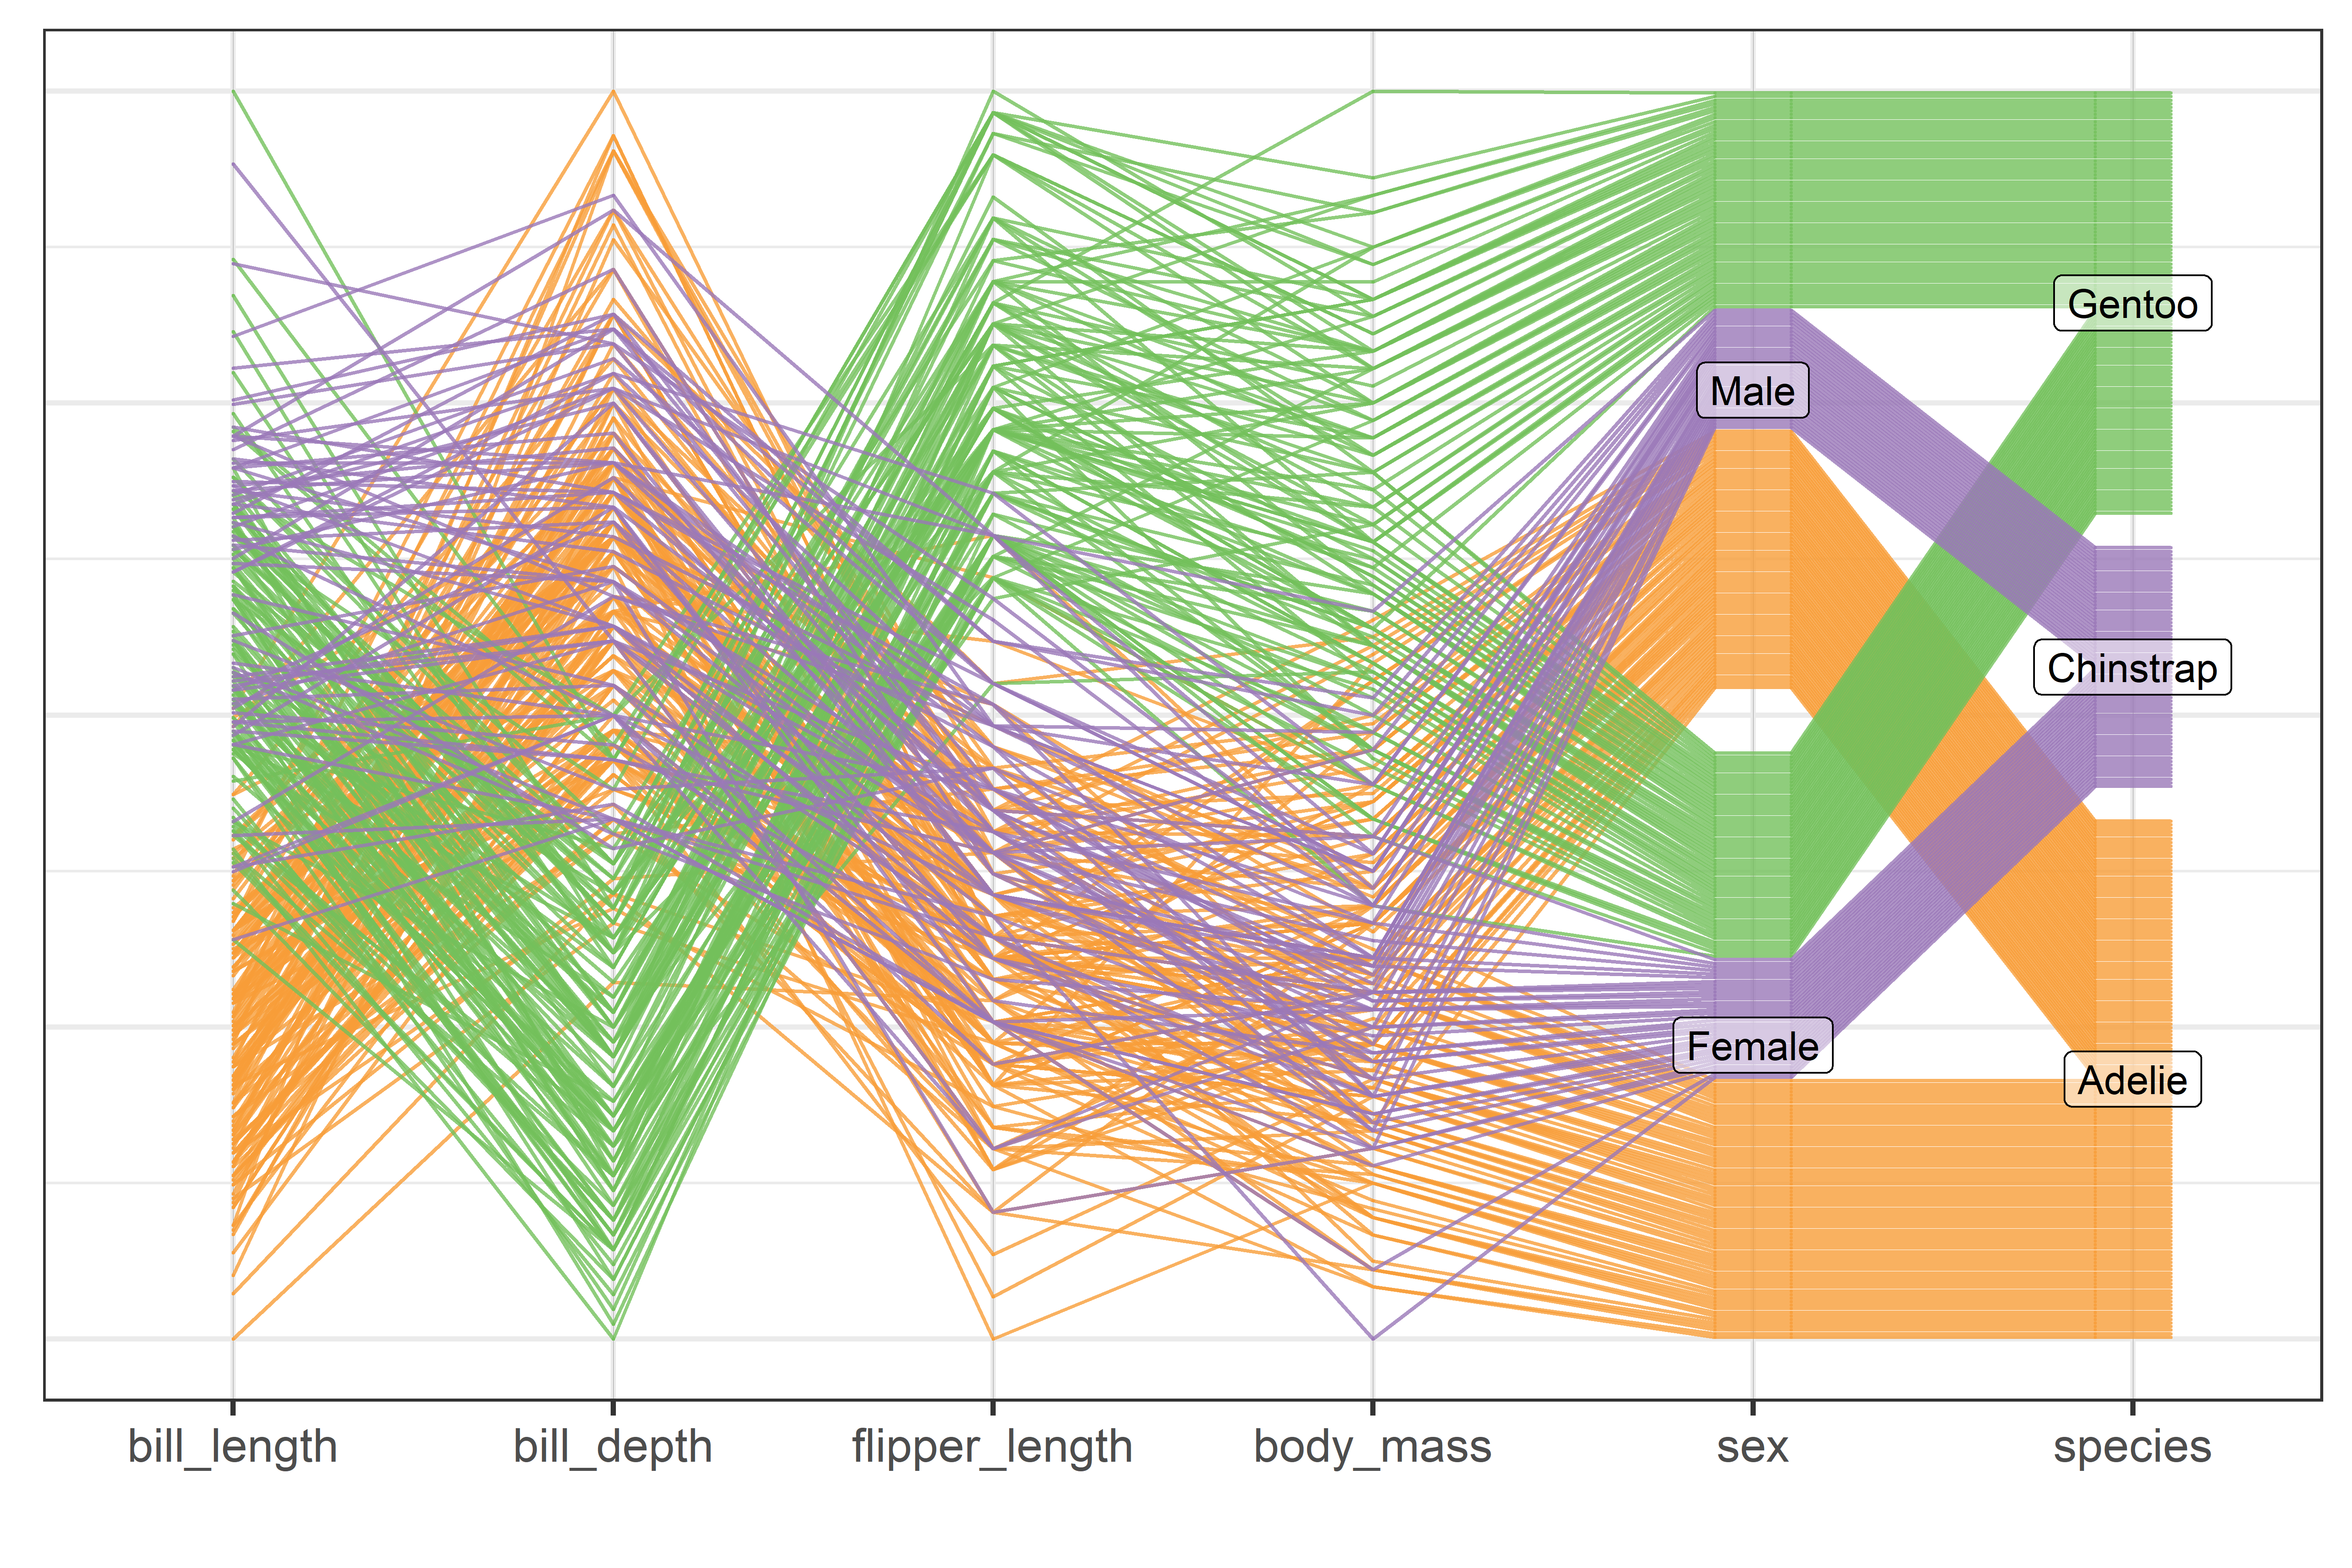 Gentoo
Male
Chinstrap
Female
Adelie
bill_length bill_depth flipper_length body_mass sex species